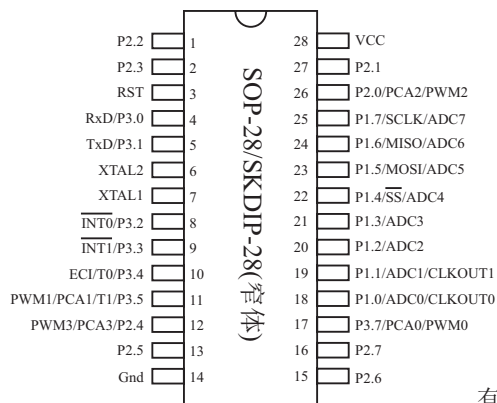 P2.2 1 28 VCC
P2.3 2 27 P2.1
RST 3 26 P2.0/PCA2/PWM2
RxD/P3.0 4 25 P1.7/SCLK/ADC7
TxD/P3.1 5 24 P1.6/MISO/ADC6
XTAL2 6 23 P1.5/MOSI/ADC5
XTAL1 7 22 P1.4/S̅S̅/ADC4
I̅N̅T̅0̅/P3.2 8 21 P1.3/ADC3
I̅N̅T̅1̅/P3.3 9 20 P1.2/ADC2
ECI/T0/P3.4 10 19 P1.1/ADC1/CLKOUT1
PWM1/PCA1/T1/P3.5 11 18 P1.0/ADC0/CLKOUT0
PWM3/PCA3/P2.4 12 17 P3.7/PCA0/PWM0
P2.5 13 16 P2.7
Gnd 14 15 P2.6
SOP-28/SKDIP-28(窄体)
有